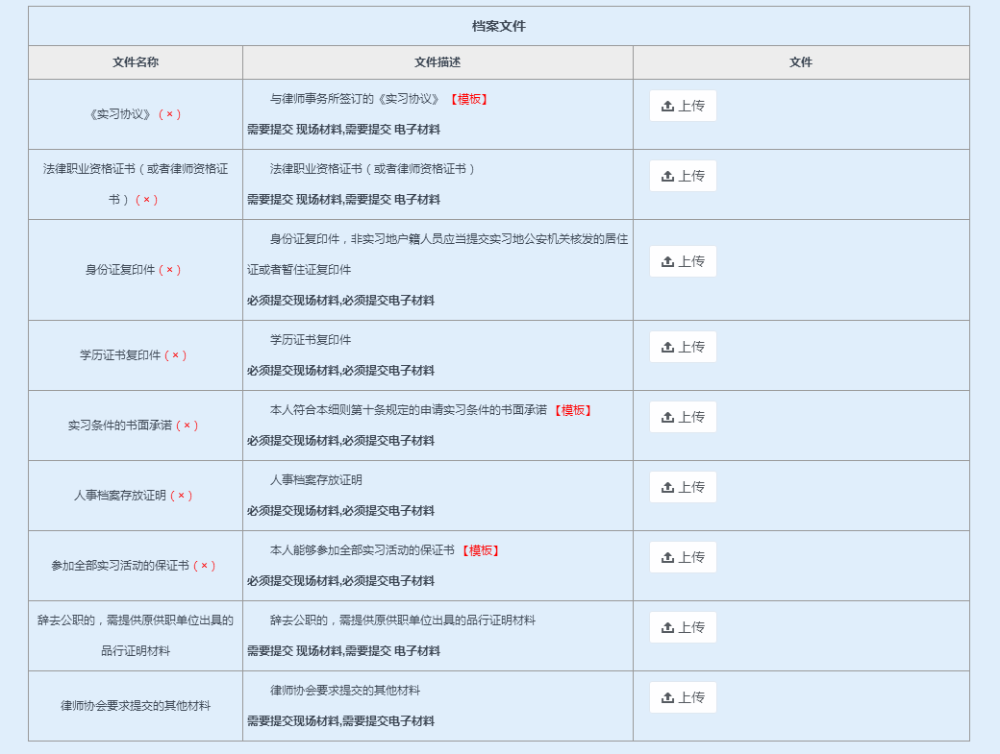 档案文件
文件名称 文件描述 文件
《实习协议》 ( × )
与律师事务所签订的《实习协议》 【模板】
需要提交 现场材料,需要提交 电子材料
上传
法律职业资格证书 ( 或者律师资格证
书 ) ( × )
法律职业资格证书 ( 或者律师资格证书 )
需要提交 现场材料,需要提交 电子材料
上传
身份证复印件 ( × )
身份证复印件，非实习地户籍人员应当提交实习地公安机关核发的居住
证或者暂住证复印件
必须提交现场材料,必须提交电子材料
上传
学历证书复印件 ( × )
学历证书复印件
必须提交现场材料,必须提交电子材料
上传
实习条件的书面承诺 ( × )
本人符合本细则第十条规定的申请实习条件的书面承诺 【模板】
必须提交现场材料,必须提交电子材料
上传
人事档案存放证明 ( × )
人事档案存放证明
必须提交现场材料,必须提交电子材料
上传
参加全部实习活动的保证书 ( × )
本人能够参加全部实习活动的保证书 【模板】
必须提交现场材料,必须提交电子材料
上传
辞去公职的，需提供原供职单位出具的
品行证明材料
辞去公职的，需提供原供职单位出具的品行证明材料
需要提交 现场材料,需要提交 电子材料
上传
律师协会要求提交的其他材料
律师协会要求提交的其他材料
需要提交现场材料,需要提交电子材料
上传